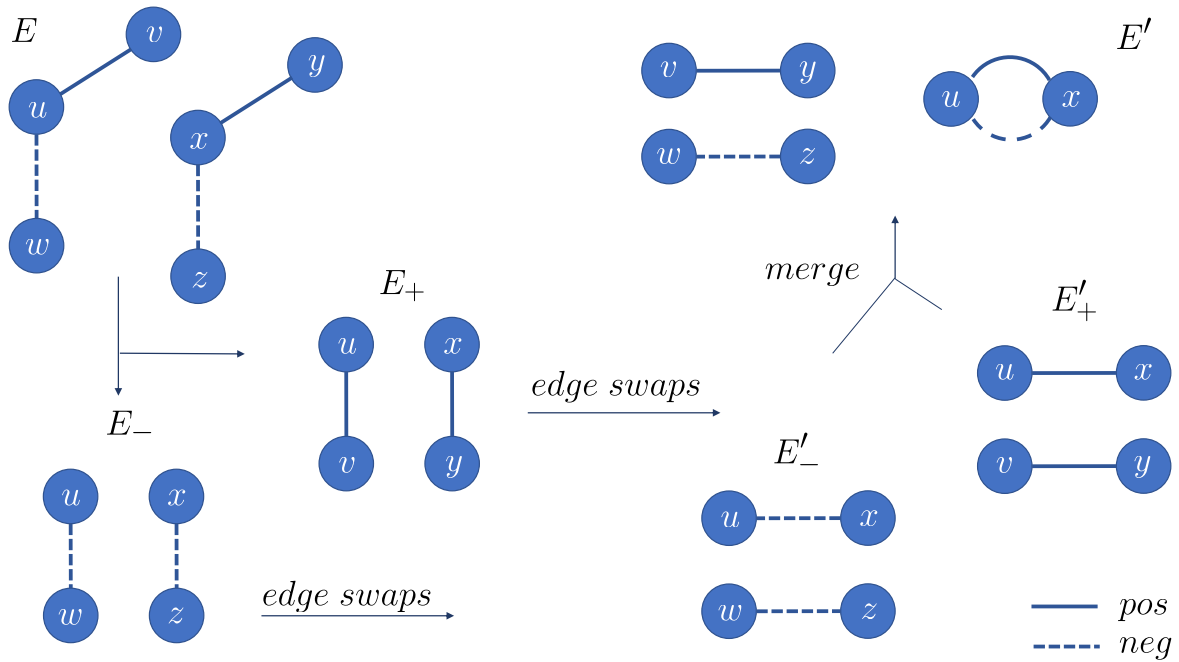 E
v
y
u
x
w
z
E₊
u
x
v
y
edge swaps
E₋
u
x
w
z
edge swaps
v
y
w
z
E′
u
x
merge
E′₊
u
x
v
y
E′₋
u
x
w
z
pos
neg